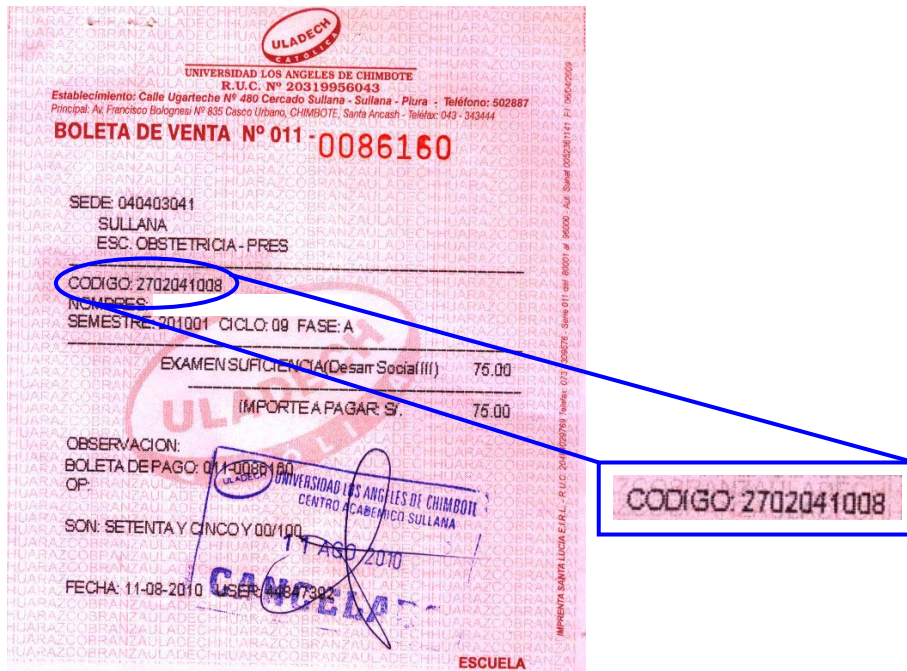 ULADECH
CATOLICA
UNIVERSIDAD LOS ANGELES DE CHIMBOTE
R.U.C. Nº 20319956043
Establecimiento: Calle Ugarteche Nº 480 Cercado Sullana - Sullana - Piura - Teléfono: 502887
Principal: Av. Francisco Bolognesi Nº 835 Casco Urbano, CHIMBOTE, Santa Ancash - Telefax: 043 - 343444
BOLETA DE VENTA Nº 011 - 0086160
SEDE: 040403041
SULLANA
ESC. OBSTETRICIA - PRES
CODIGO: 2702041008
NOMPRES:
SEMESTRE: 201001 CICLO: 09 FASE: A
EXAMEN SUFICIENCIA(Desarr Social III) 75.00
IMPORTE A PAGAR: S/. 75.00
ULADECH
OBSERVACION:
BOLETA DE PAGO: 011-0086160
OP:
ULADECH
UNIVERSIDAD LOS ANGELES DE CHIMBOTE
CENTRO ACADEMICO SULLANA
SON: SETENTA Y CINCO Y 00/100
11 AGO 2010
FECHA: 11-08-2010 USER: 44847392
ESCUELA
CODIGO: 2702041008